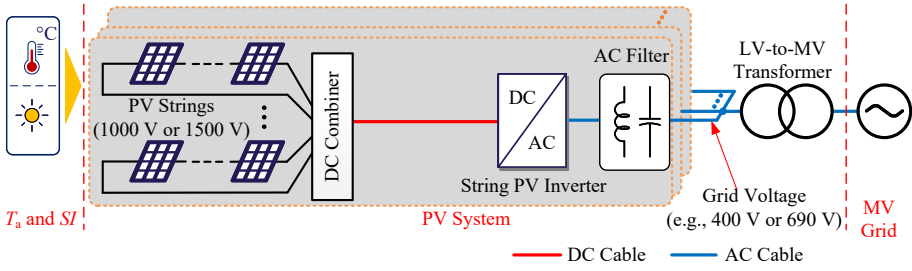 °C
PV Strings
(1000 V or 1500 V)
DC Combiner
DC
AC
String PV Inverter
AC Filter
LV-to-MV
Transformer
Grid Voltage
(e.g., 400 V or 690 V)
Ta and SI
PV System
MV
Grid
DC Cable
AC Cable